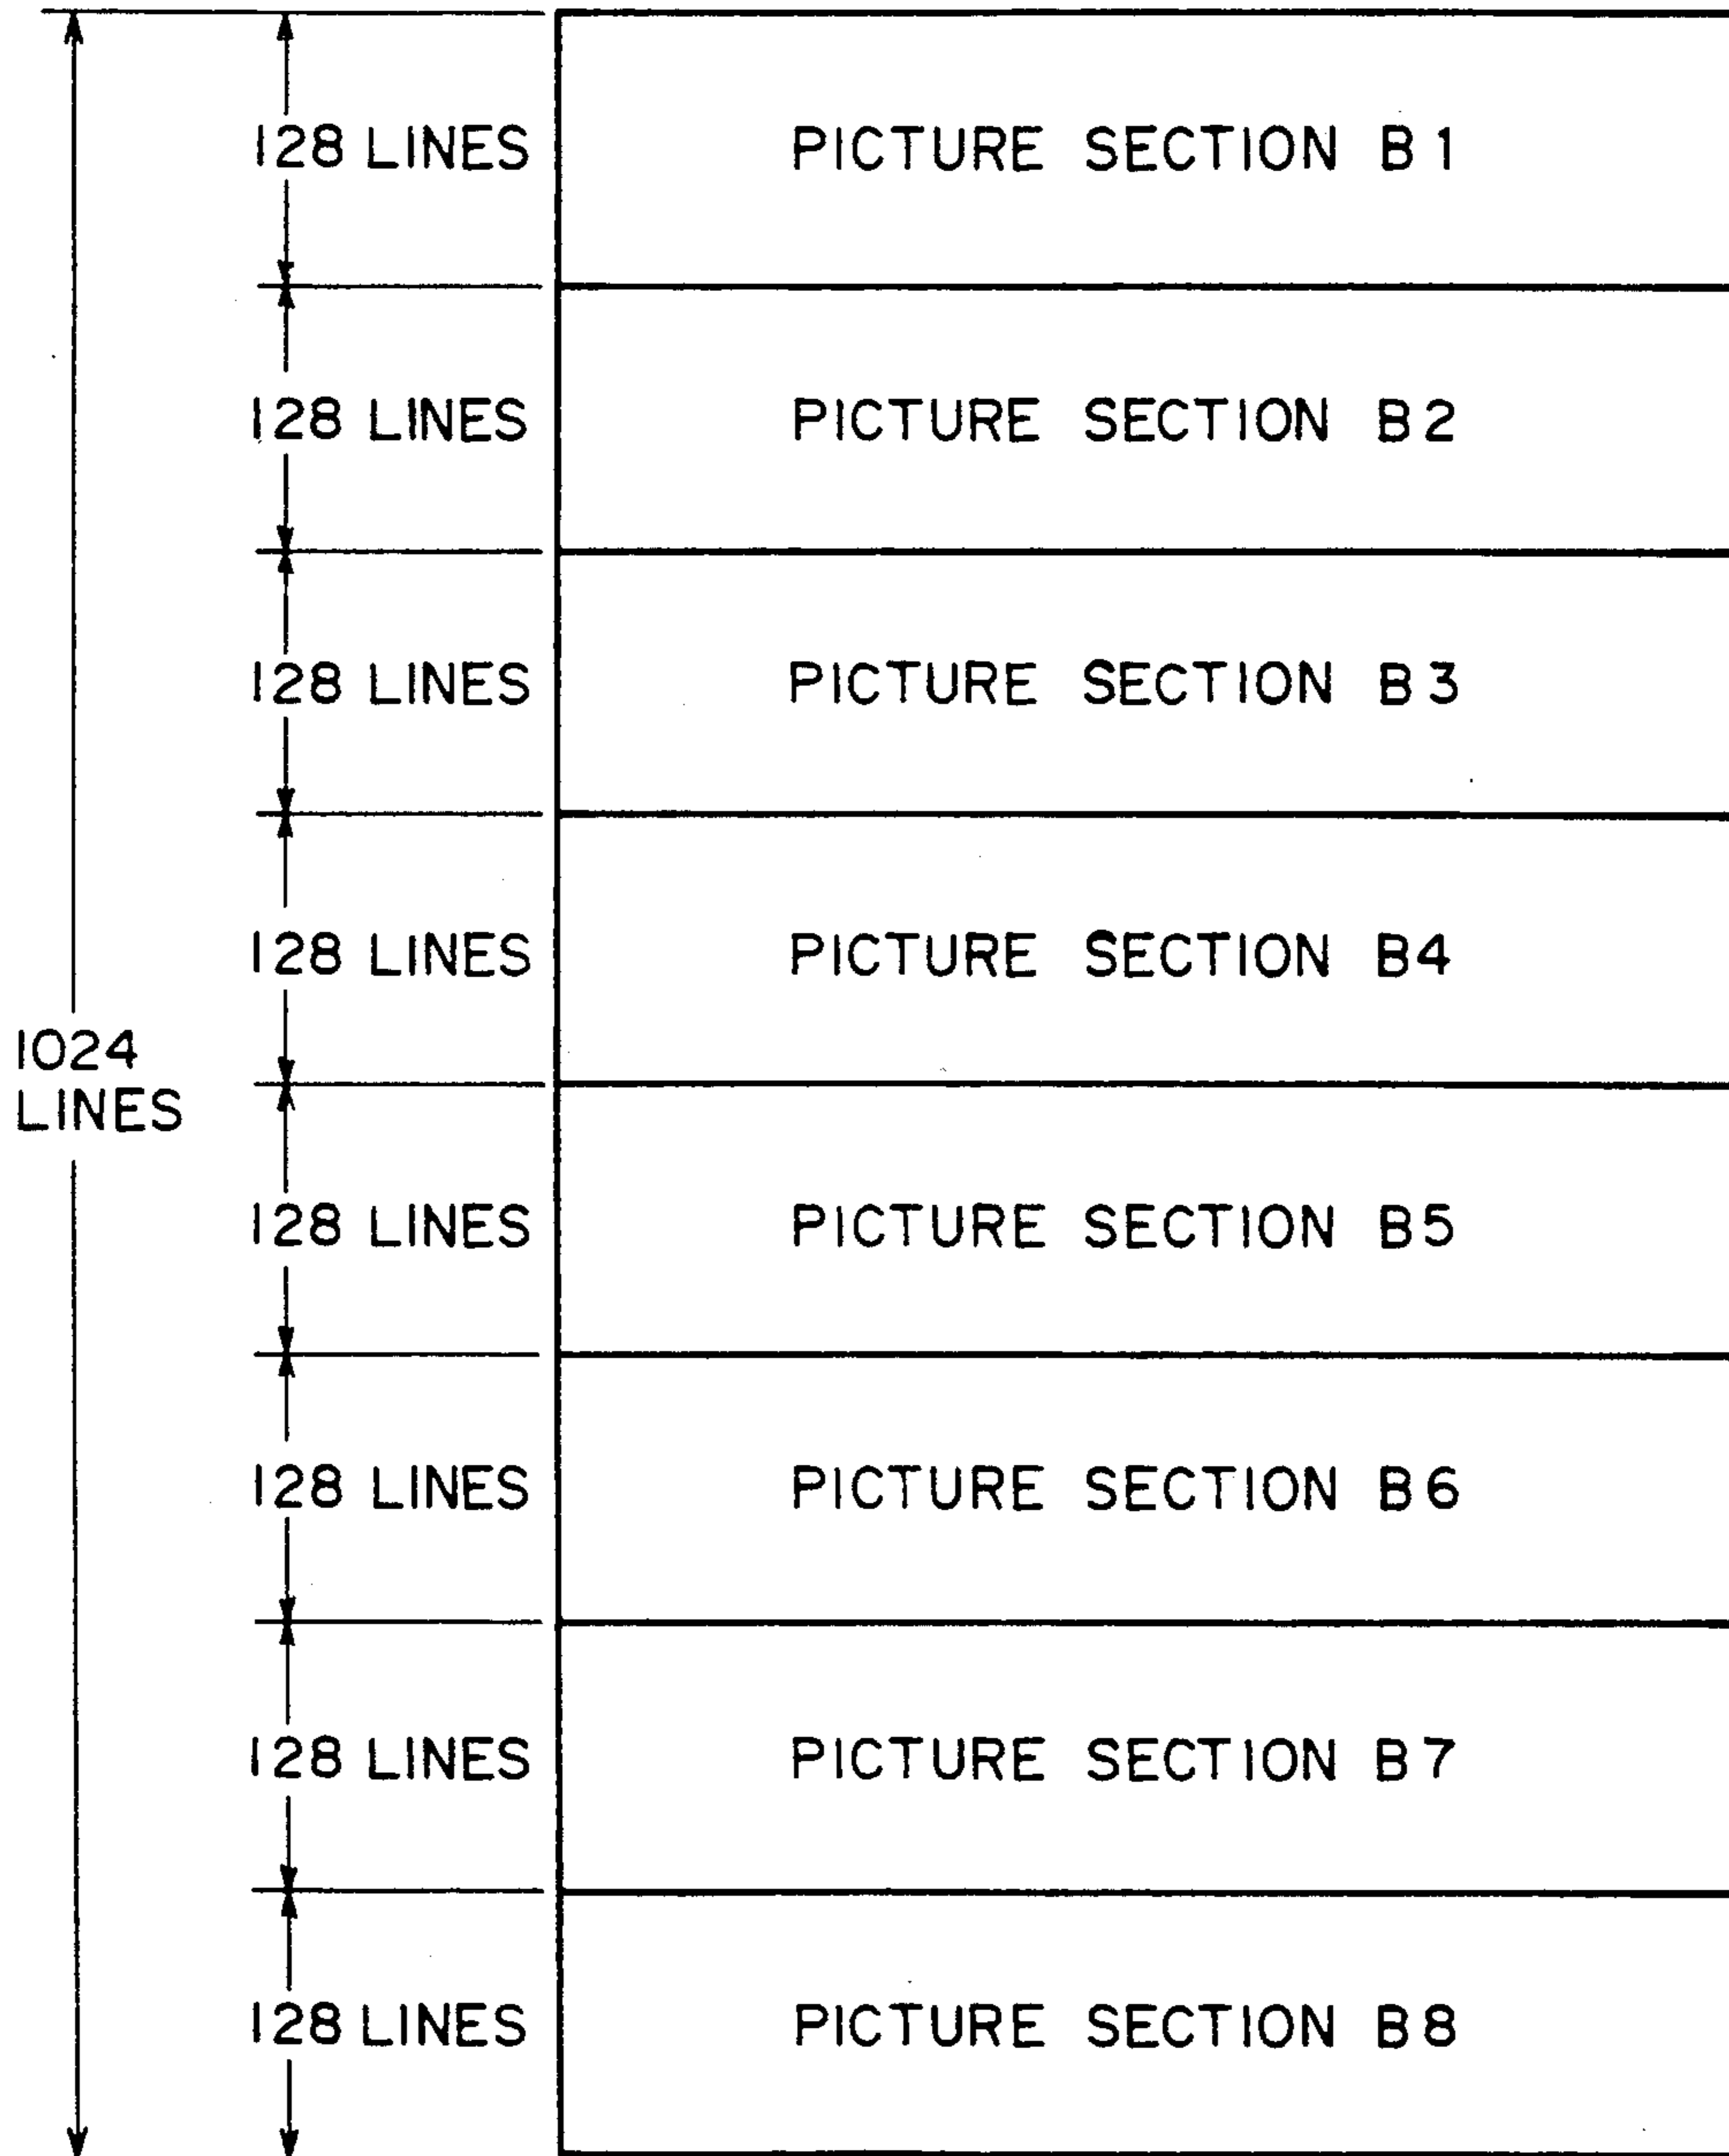 128 LINES PICTURE SECTION B1
128 LINES PICTURE SECTION B2
128 LINES PICTURE SECTION B3
128 LINES PICTURE SECTION B4
1024
LINES
128 LINES PICTURE SECTION B5
128 LINES PICTURE SECTION B6
128 LINES PICTURE SECTION B7
128 LINES PICTURE SECTION B8